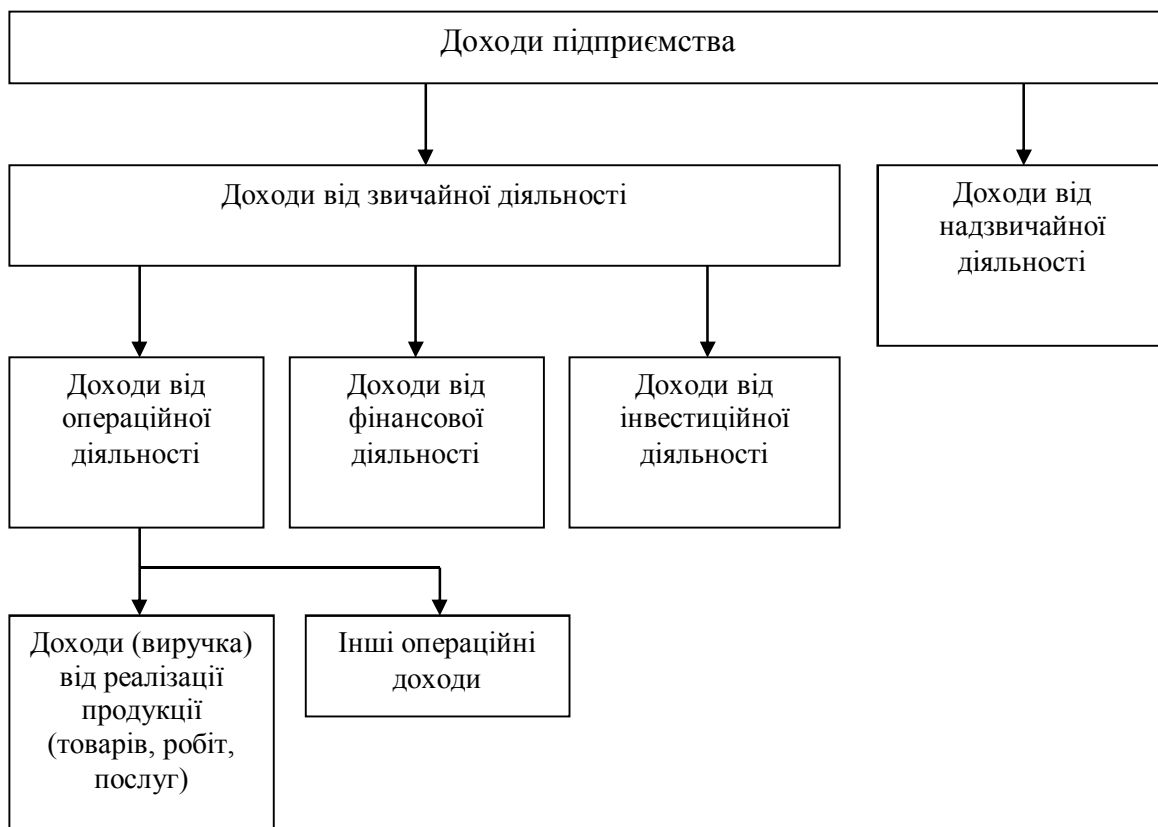 Доходи підприємства
Доходи від звичайної діяльності
Доходи від
надзвичайної
діяльності
Доходи від
операційної
діяльності
Доходи від
фінансової
діяльності
Доходи від
інвестиційної
діяльності
Доходи (виручка)
від реалізації
продукції
(товарів, робіт,
послуг)
Інші операційні
доходи